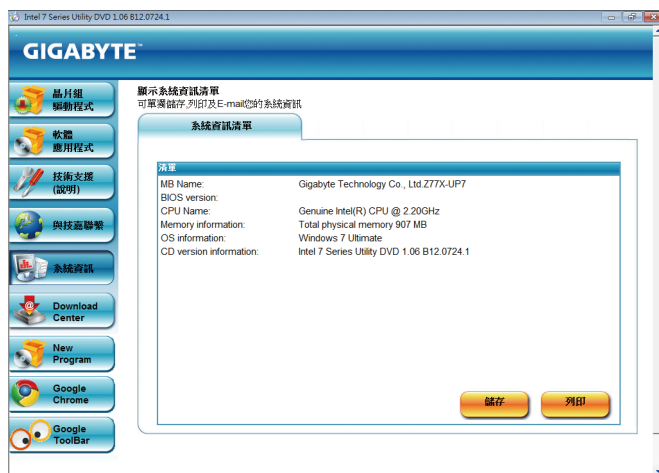 Intel 7 Series Utility DVD 1.06 B12.0724.1
GIGABYTE™
晶片組
驅動程式
軟體
應用程式
技術支援
(說明)
與技嘉聯繫
系統資訊
Download
Center
New
Program
Google
Chrome
Google
ToolBar
顯示系統資訊清單
可單獨儲存,列印及E-mail您的系統資訊
系統資訊清單
清單
MB Name: Gigabyte Technology Co., Ltd.Z77X-UP7
BIOS version:
CPU Name: Genuine Intel(R) CPU @ 2.20GHz
Memory information: Total physical memory 907 MB
OS information: Windows 7 Ultimate
CD version information: Intel 7 Series Utility DVD 1.06 B12.0724.1
儲存 列印